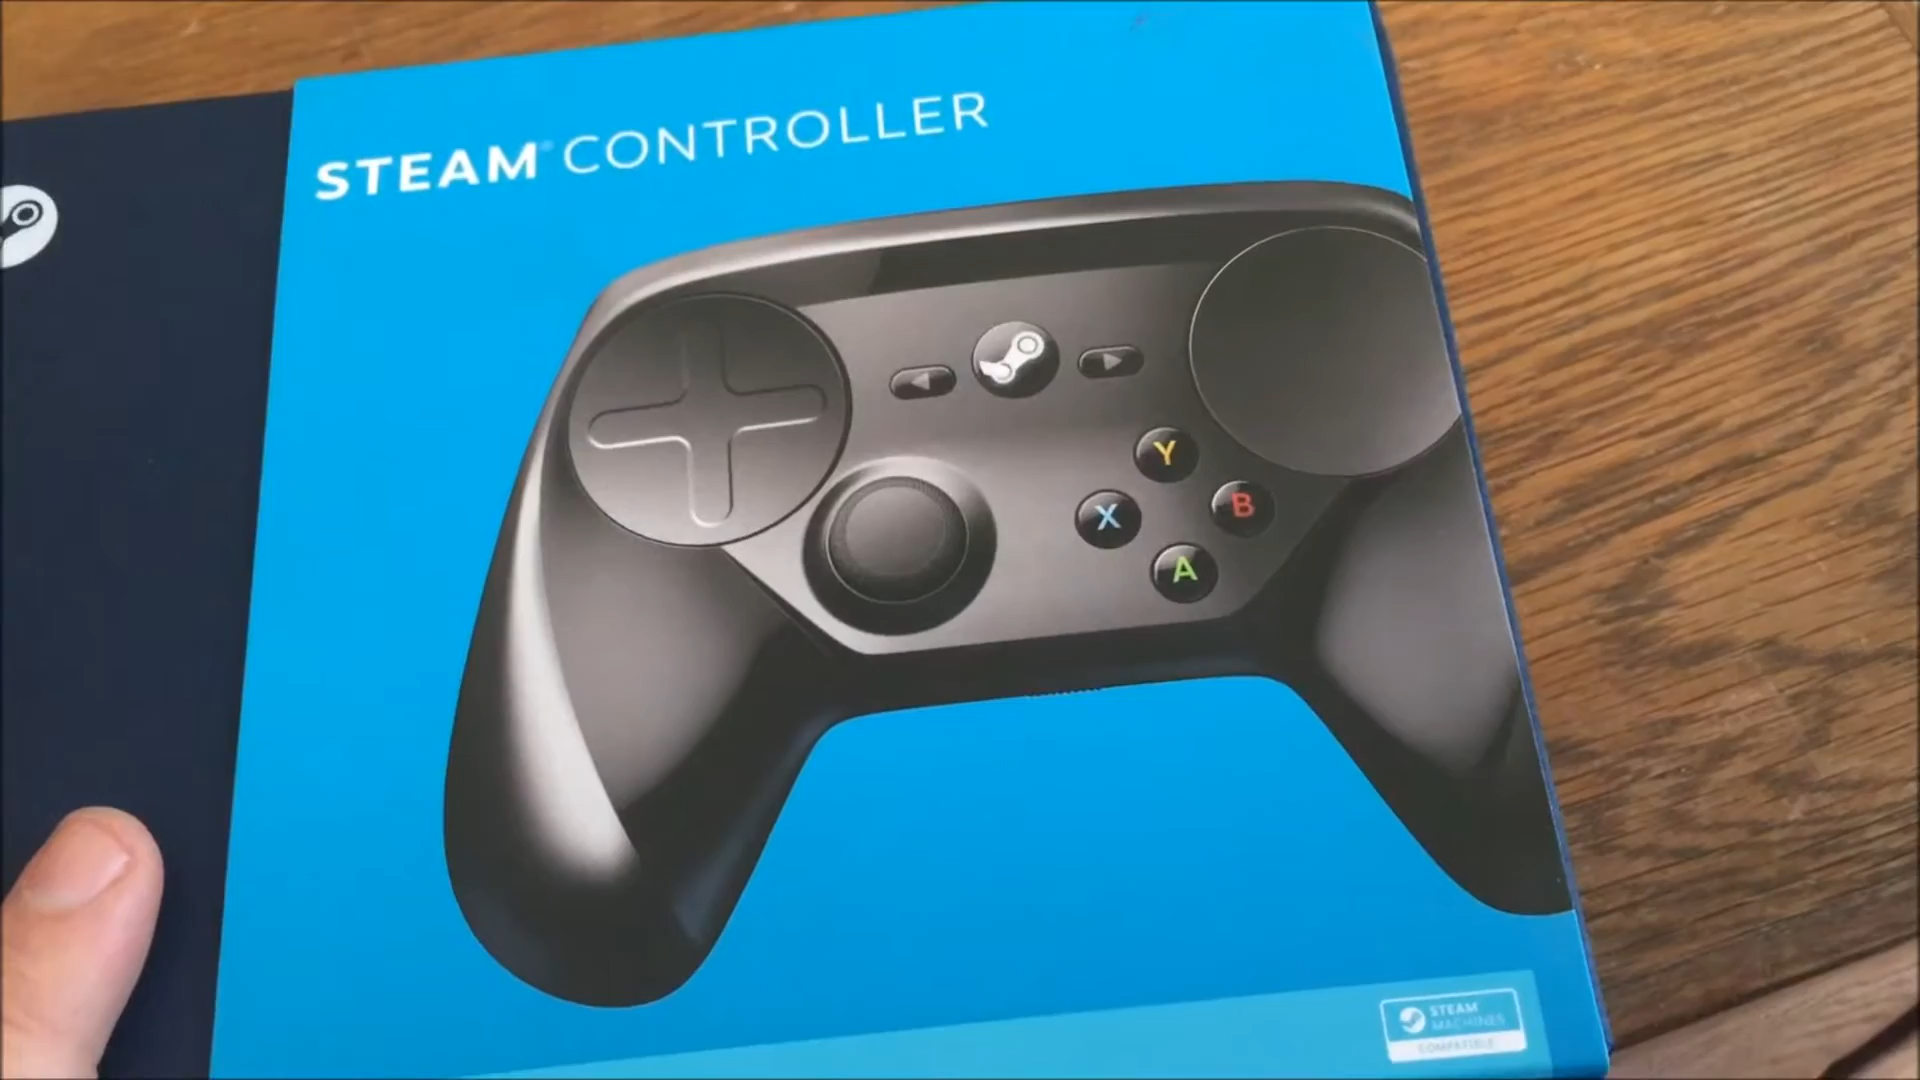 STEAM® CONTROLLER
Y
X
B
A
STEAM
MACHINES
COMPATIBLE